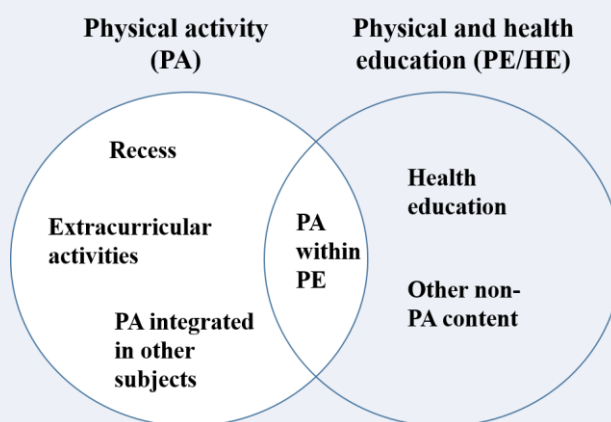 Physical activity
(PA)
Physical and health
education (PE/HE)
Recess
Extracurricular
activities
PA integrated
in other
subjects
PA
within
PE
Health
education
Other non-
PA content